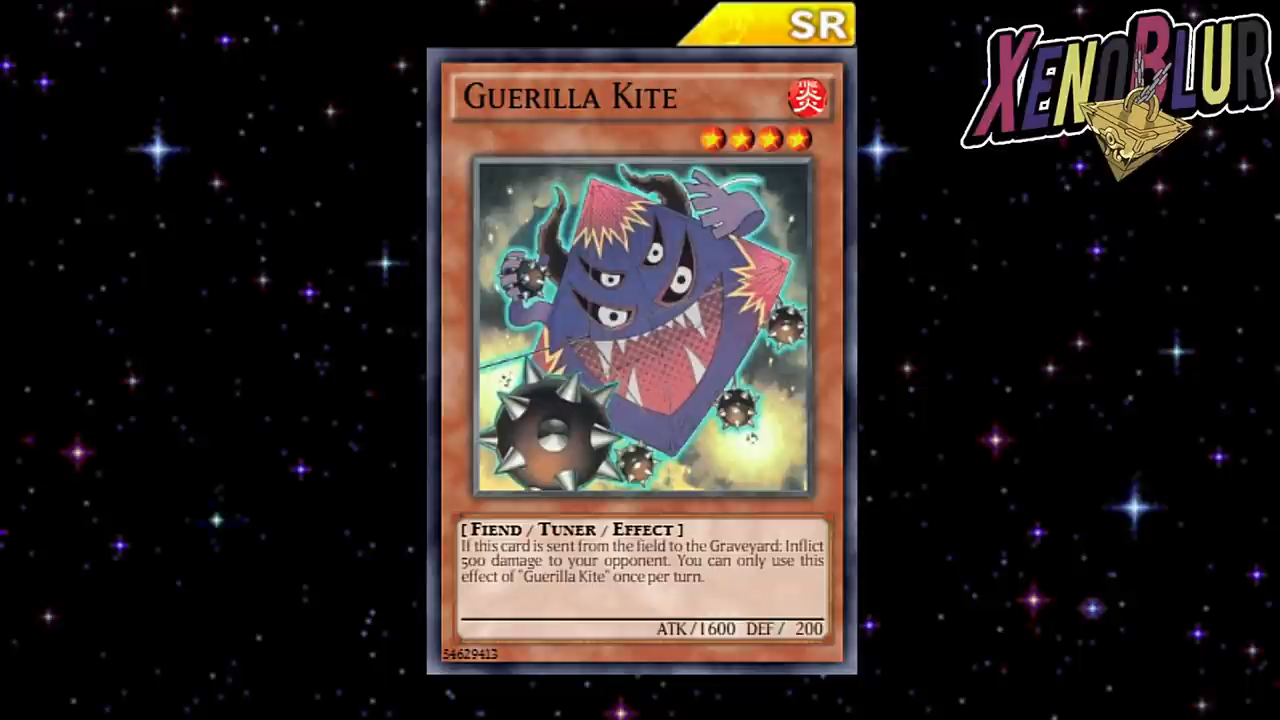 SR
XENOBLUR
GUERILLA KITE
炎
[ FIEND / TUNER / EFFECT ]
If this card is sent from the field to the Graveyard: Inflict
500 damage to your opponent. You can only use this
effect of "Guerilla Kite" once per turn.
ATK/1600 DEF/ 200
54629413